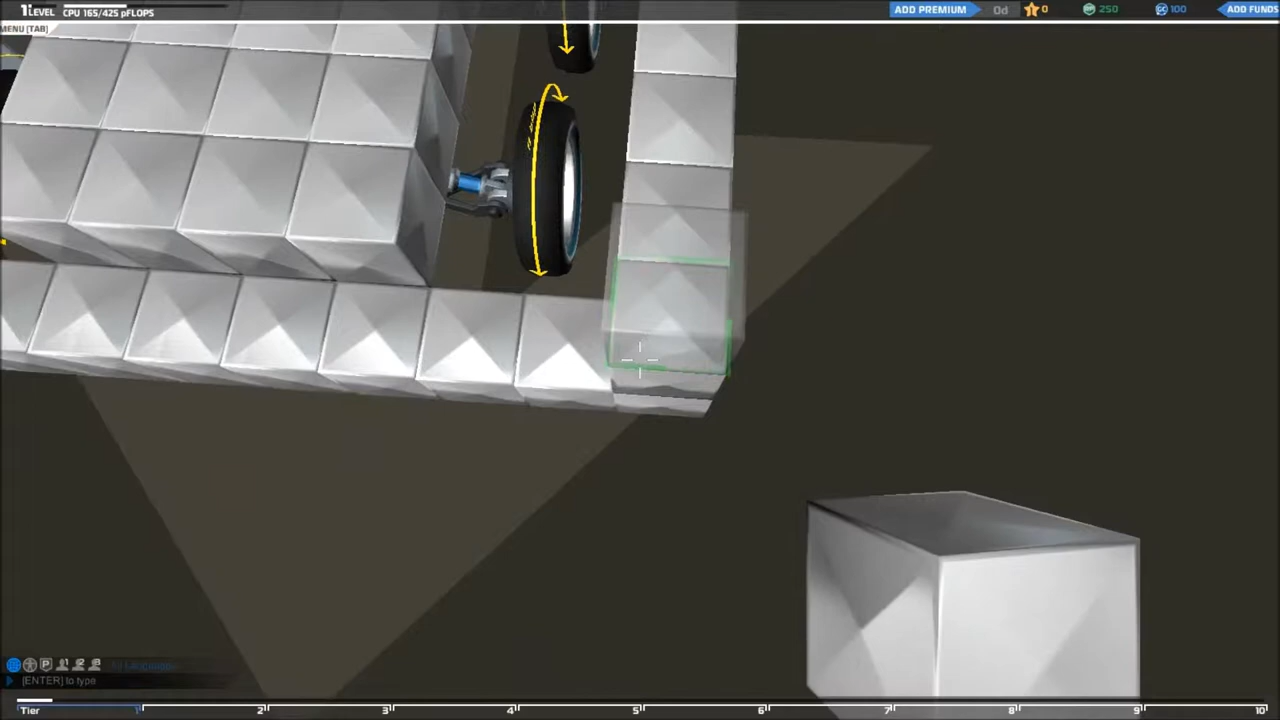 1 LEVEL CPU 165/425 pFLOPS ADD PREMIUM 0d 0 250 100 ADD FUNDS
MENU [TAB]
[ENTER] to type
Tier 1 2 3 4 5 6 7 8 9 10